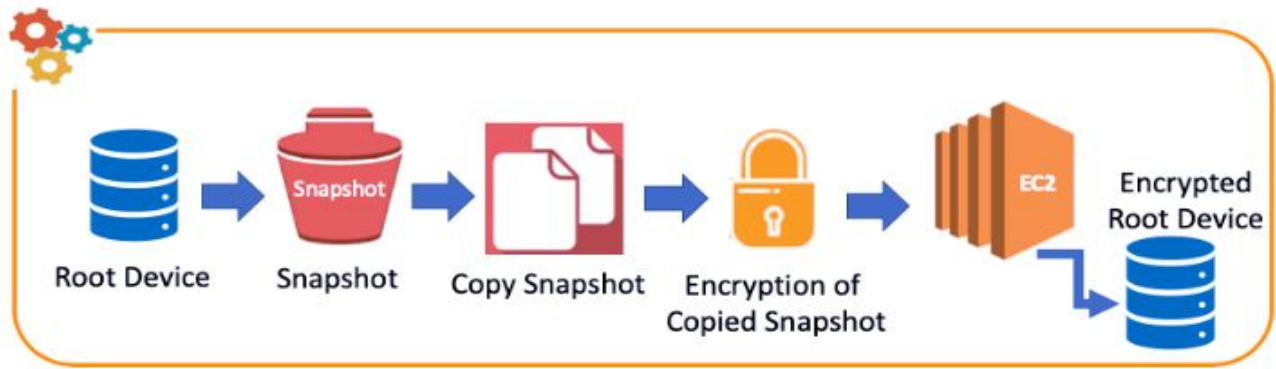 Snapshot
EC2
Encrypted
Root Device
Root Device
Snapshot
Copy Snapshot
Encryption of
Copied Snapshot